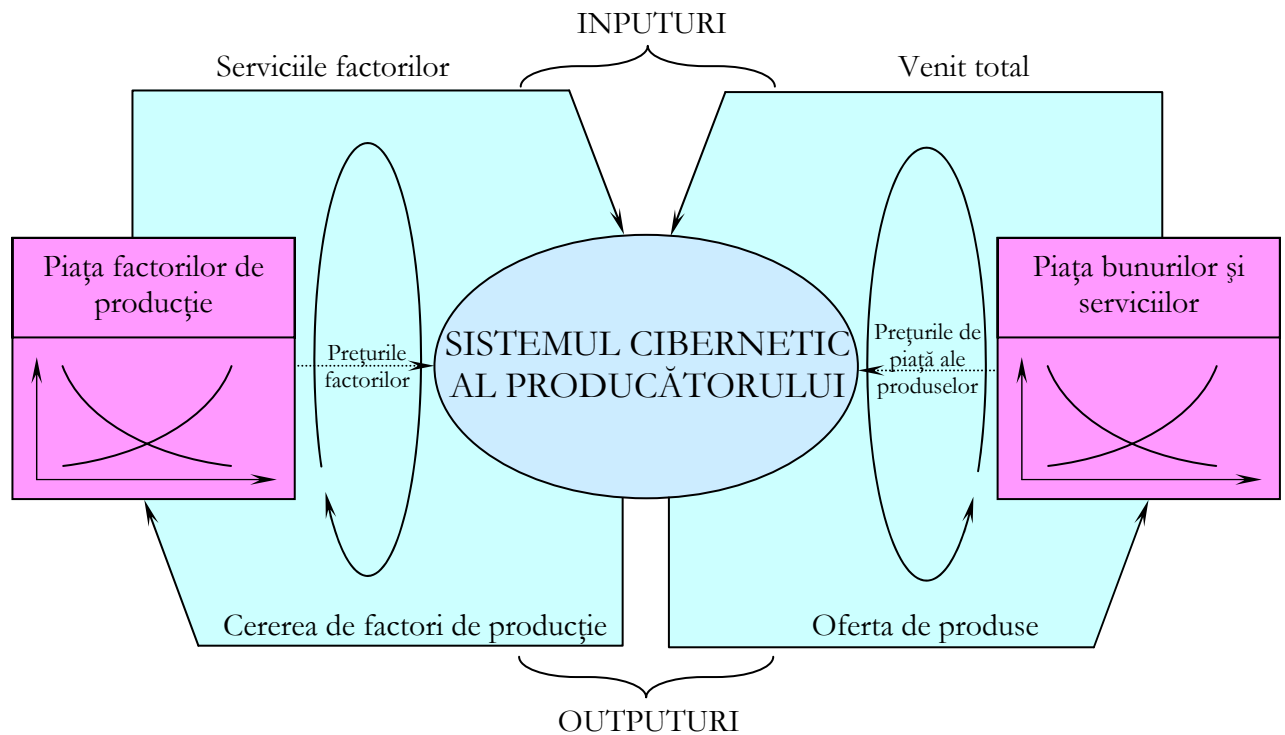 INPUTURI
Serviciile factorilor
Venit total
Piaţa factorilor de
producţie
Piaţa bunurilor şi
serviciilor
Preţurile
factorilor
SISTEMUL CIBERNETIC
AL PRODUCĂTORULUI
Preţurile de
piaţă ale
produselor
Cererea de factori de producţie
Oferta de produse
OUTPUTURI